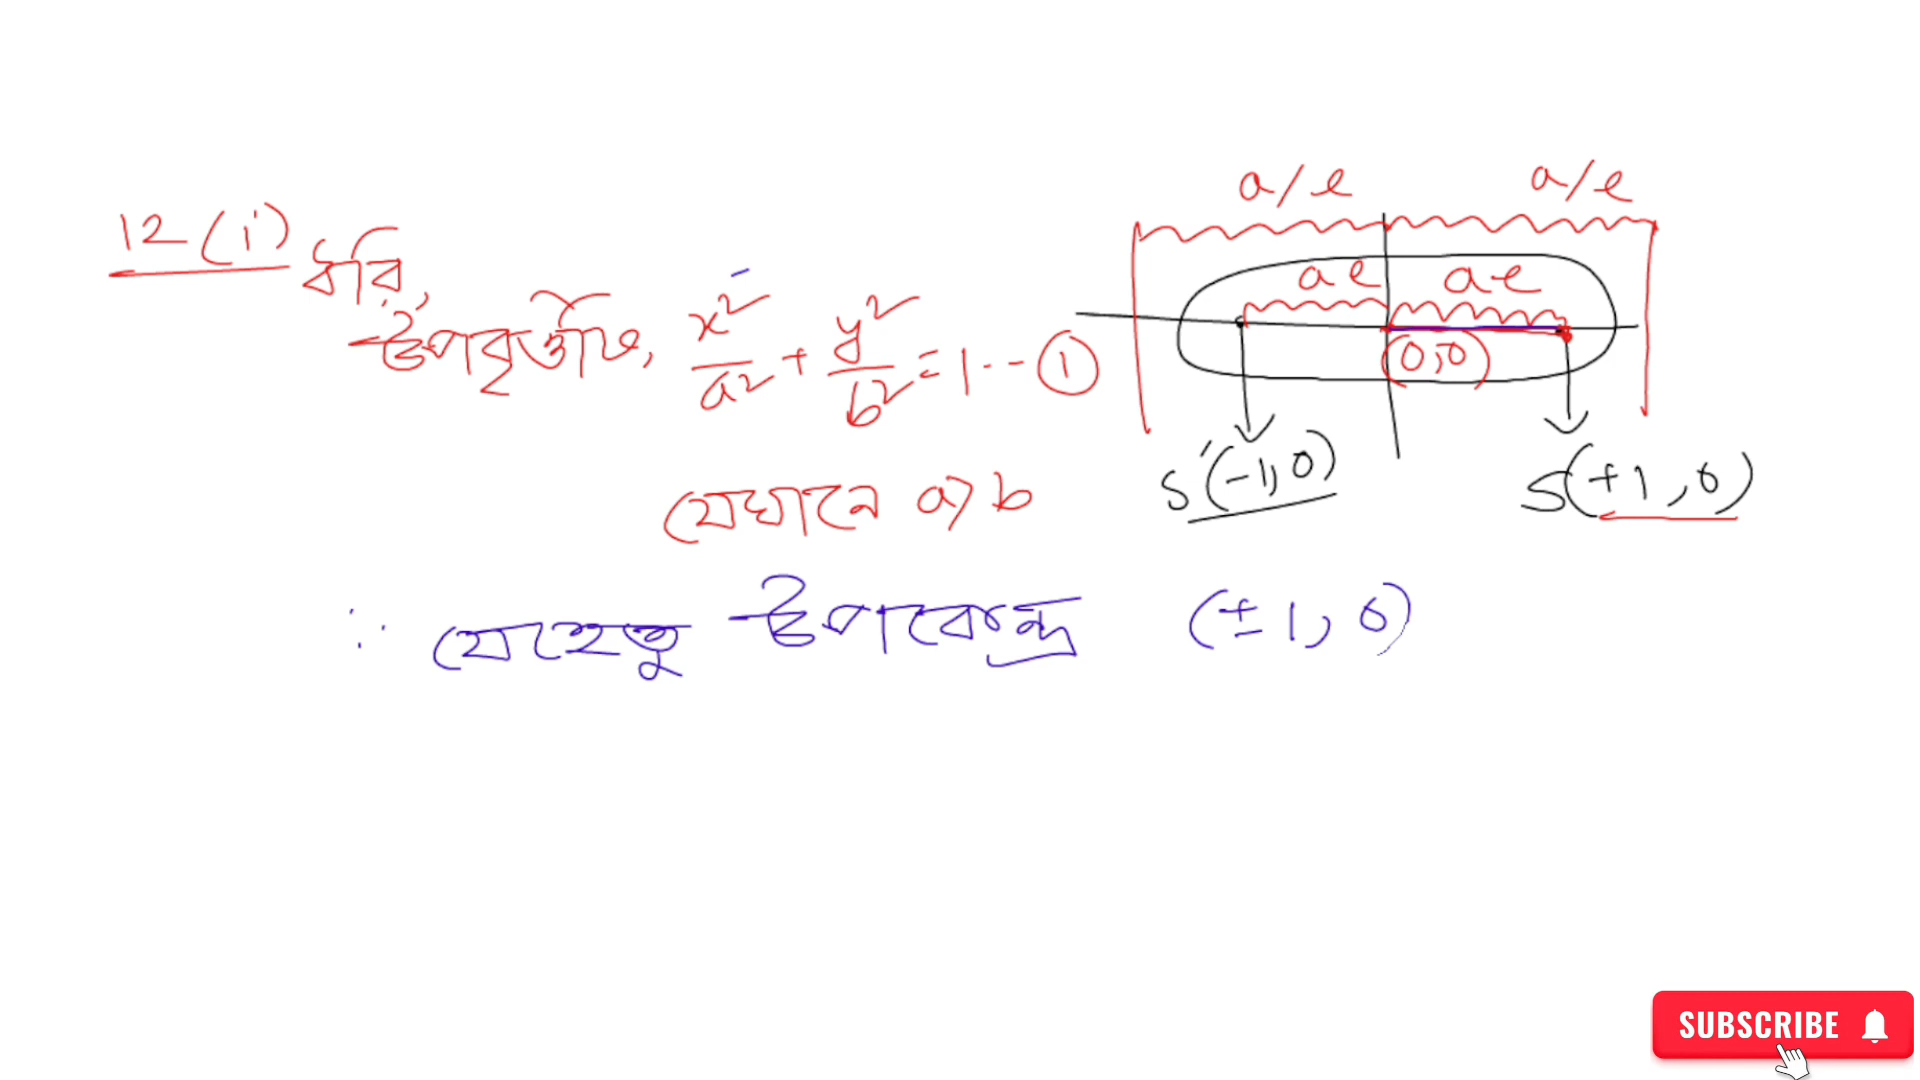 12(i) ধরি,
উপবৃত্তটি, x²/a² + y²/b² = 1 -- ①
যেখানে a > b
∵ যেহেতু উপকেন্দ্র (±1, 0)
a/e a/e
ae ae
(0,0)
S'(-1,0) S(+1,0)
SUBSCRIBE